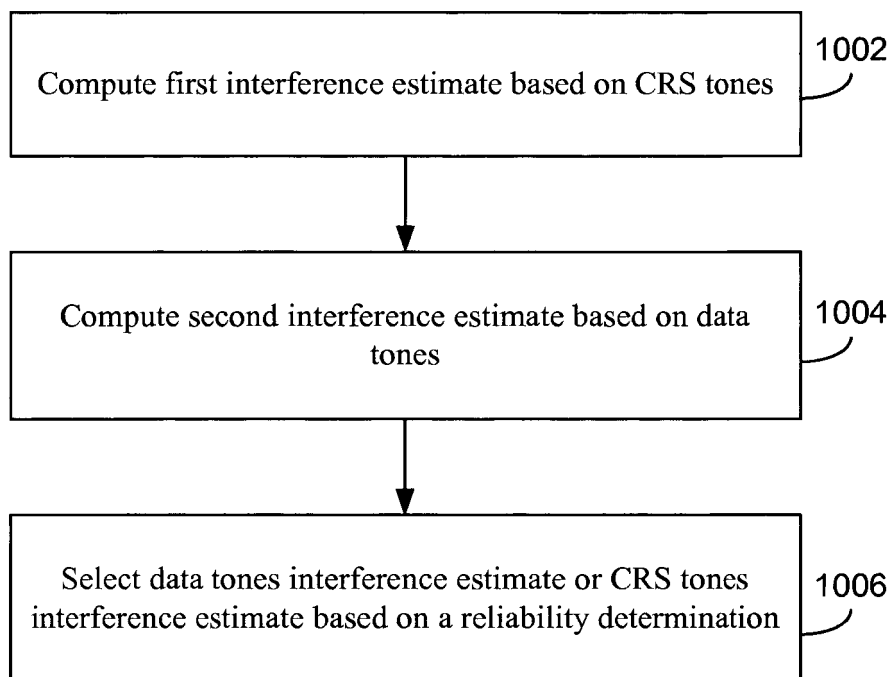 1002
Compute first interference estimate based on CRS tones
1004
Compute second interference estimate based on data
tones
1006
Select data tones interference estimate or CRS tones
interference estimate based on a reliability determination